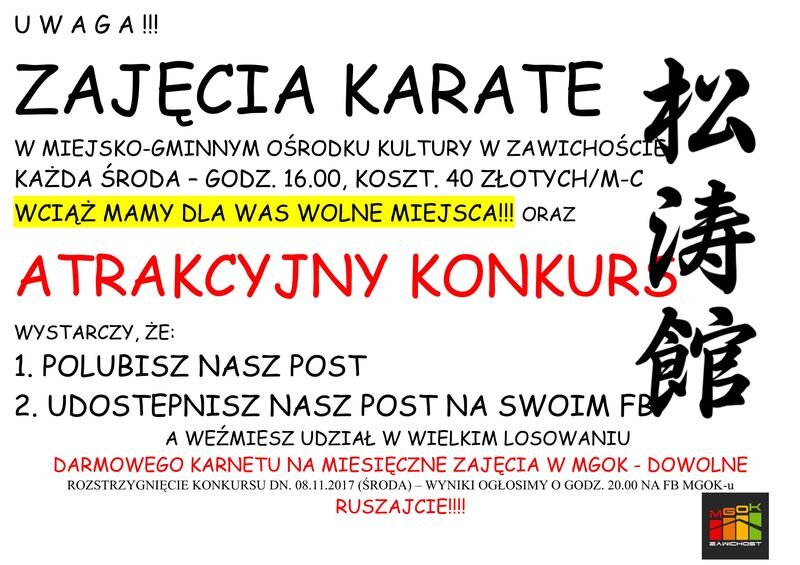 U W A G A !!!
ZAJĘCIA KARATE
W MIEJSKO-GMINNYM OŚRODKU KULTURY W ZAWICHOŚCIE
KAŻDA ŚRODA – GODZ. 16.00, KOSZT. 40 ZŁOTYCH/M-C
WCIĄŻ MAMY DLA WAS WOLNE MIEJSCA!!! ORAZ
ATRAKCYJNY KONKURS
WYSTARCZY, ŻE:
1. POLUBISZ NASZ POST
2. UDOSTEPNISZ NASZ POST NA SWOIM FB
A WEŹMIESZ UDZIAŁ W WIELKIM LOSOWANIU
DARMOWEGO KARNETU NA MIESIĘCZNE ZAJĘCIA W MGOK - DOWOLNE
ROZSTRZYGNIĘCIE KONKURSU DN. 08.11.2017 (ŚRODA) – WYNIKI OGŁOSIMY O GODZ. 20.00 NA FB MGOK-u
RUSZAJCIE!!!!
松濤館
MGOK
ZAWICHOST